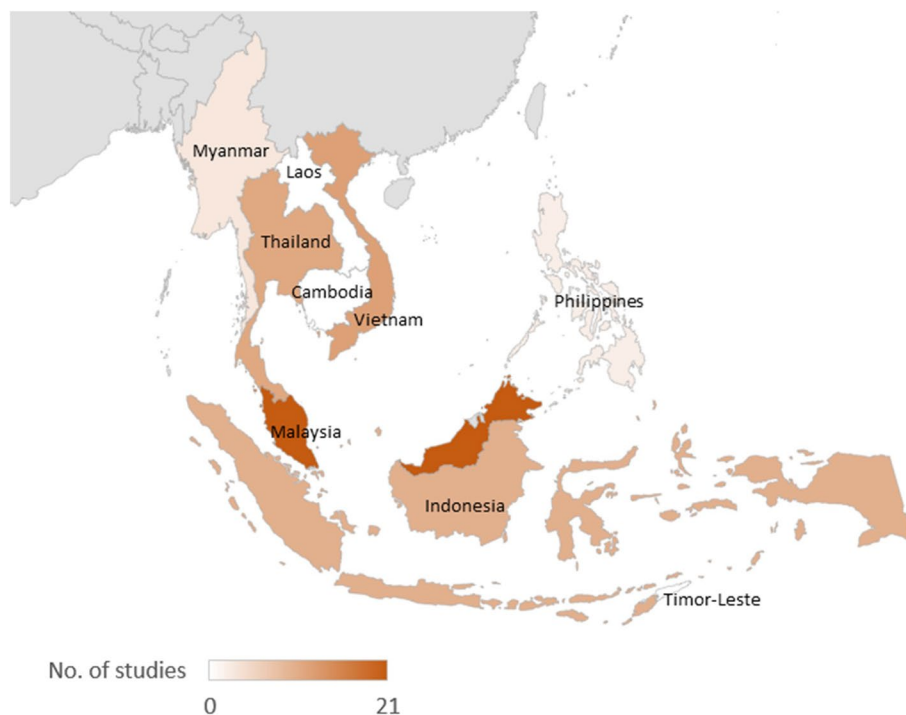 Myanmar
Laos
Thailand
Cambodia
Vietnam
Philippines
Malaysia
Indonesia
Timor-Leste
No. of studies
0
21